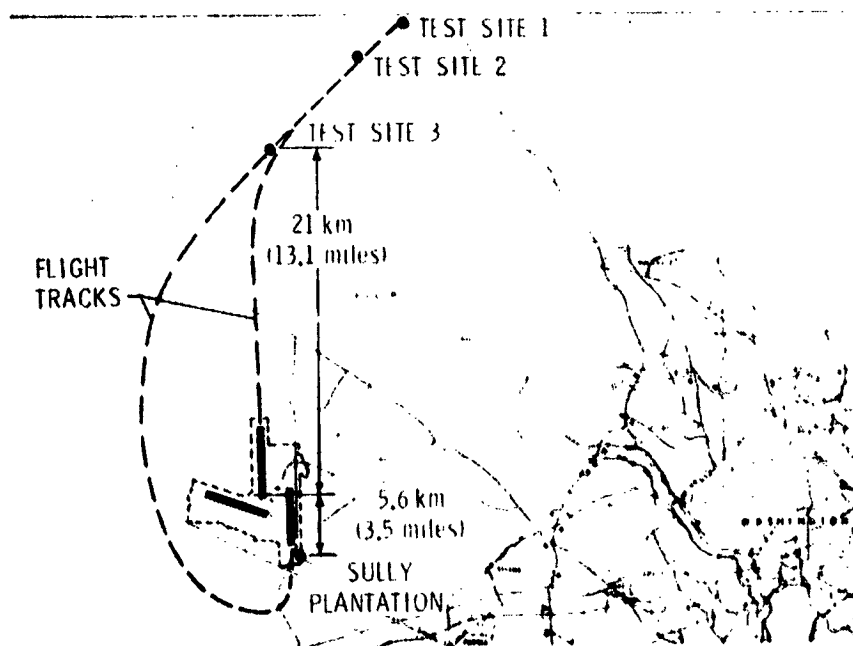 TEST SITE 1
TEST SITE 2
TEST SITE 3
21 km
(13.1 miles)
FLIGHT
TRACKS
5.6 km
(3.5 miles)
WASHINGTON
SULLY
PLANTATION